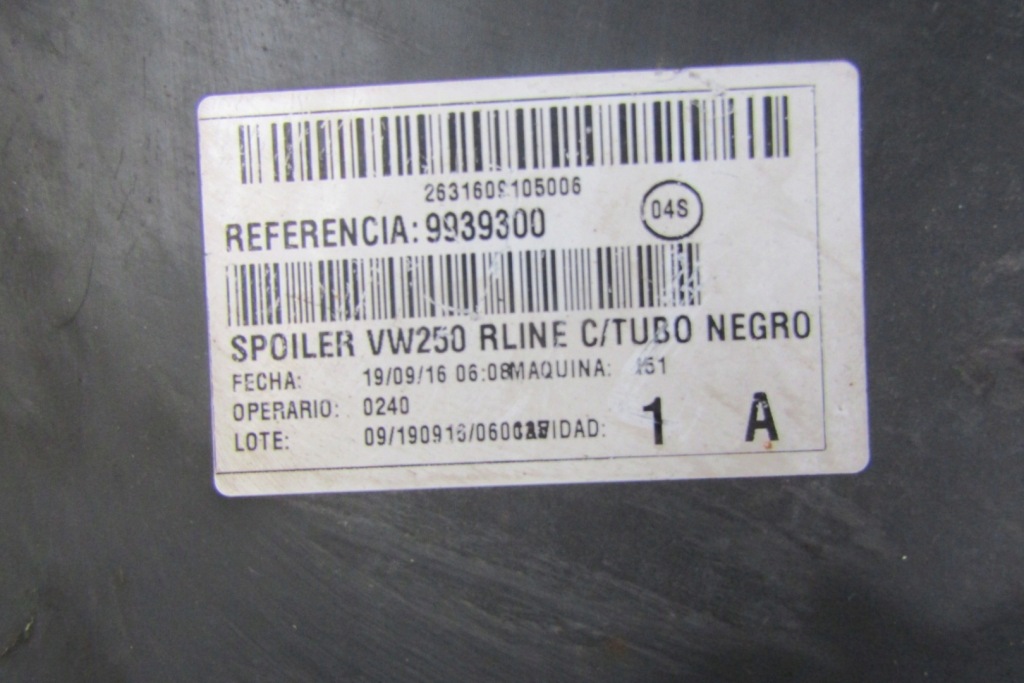 04S
REFERENCIA: 9939300
SPOILER VW250 RLINE C/TUBO NEGRO
FECHA: 19/09/16 06:08 MAQUINA:
OPERARIO: 0240
LOTE: 1 A